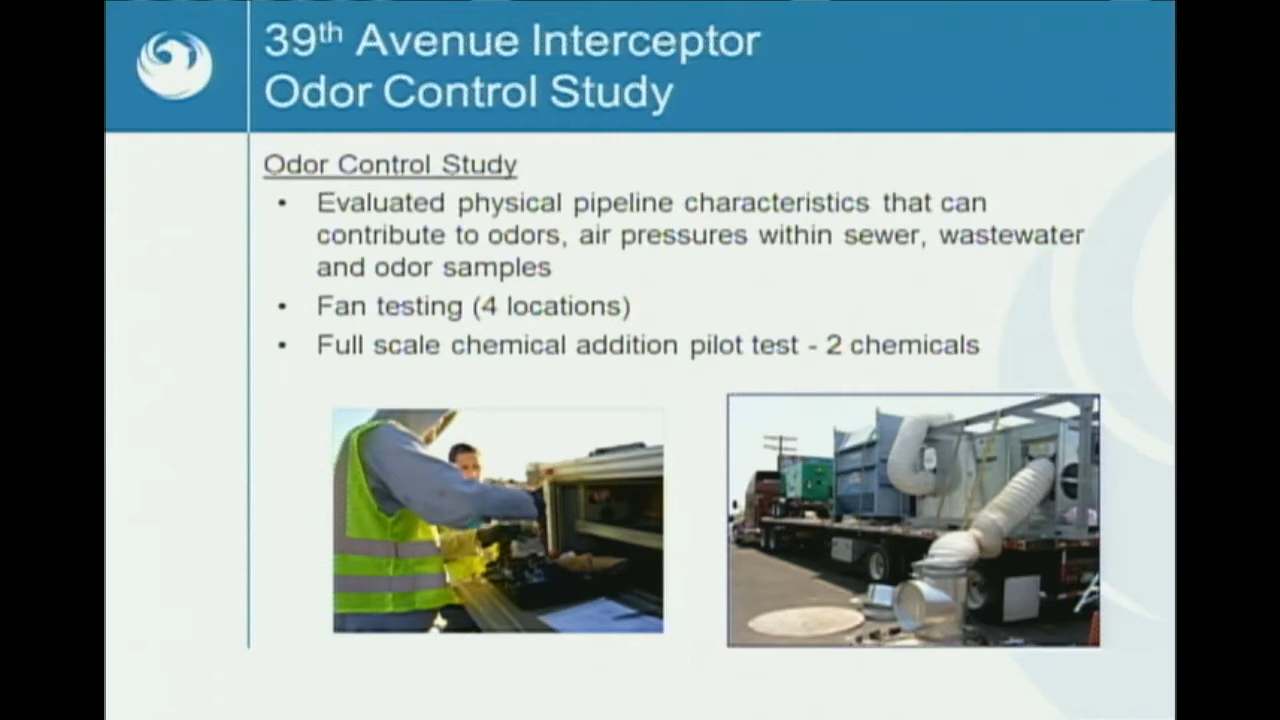 39th Avenue Interceptor
Odor Control Study
Odor Control Study
• Evaluated physical pipeline characteristics that can
contribute to odors, air pressures within sewer, wastewater
and odor samples
• Fan testing (4 locations)
• Full scale chemical addition pilot test - 2 chemicals